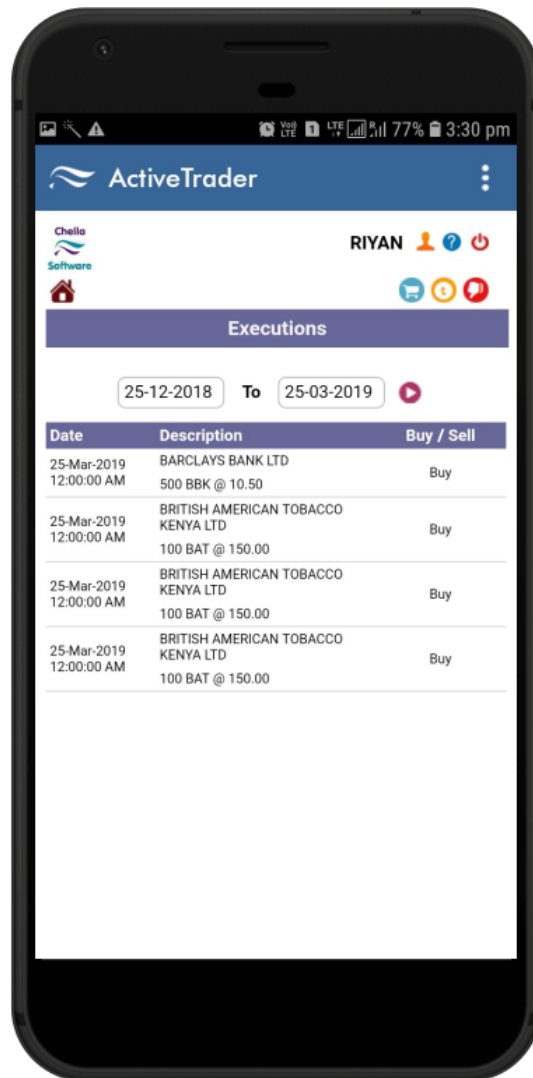 Voll LTE 1 LTE R 77% 3:30 pm
ActiveTrader
Chella
Software
RIYAN ?
t
Executions
25-12-2018 To 25-03-2019
Date Description Buy / Sell
25-Mar-2019
12:00:00 AM
BARCLAYS BANK LTD
500 BBK @ 10.50
Buy
25-Mar-2019
12:00:00 AM
BRITISH AMERICAN TOBACCO
KENYA LTD
100 BAT @ 150.00
Buy
25-Mar-2019
12:00:00 AM
BRITISH AMERICAN TOBACCO
KENYA LTD
100 BAT @ 150.00
Buy
25-Mar-2019
12:00:00 AM
BRITISH AMERICAN TOBACCO
KENYA LTD
100 BAT @ 150.00
Buy